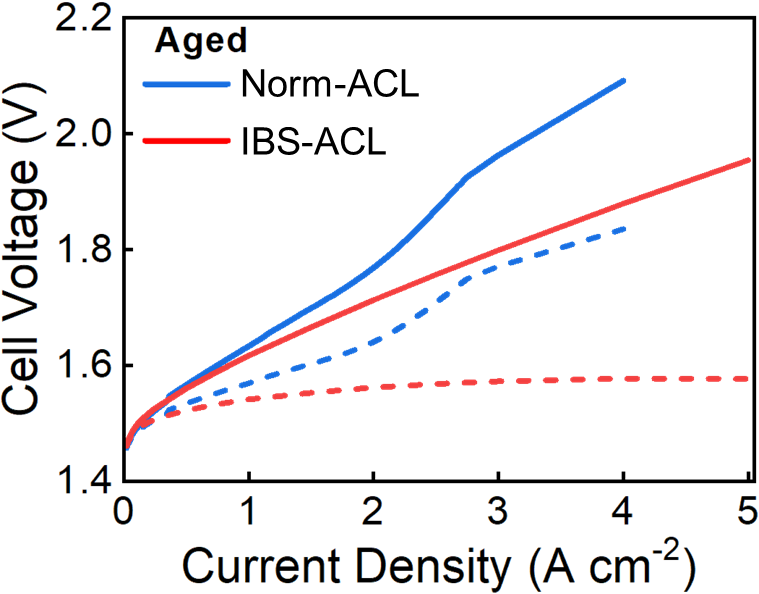 Cell Voltage (V)
2.2
2.0
1.8
1.6
1.4
Aged
Norm-ACL
IBS-ACL
0 1 2 3 4 5
Current Density (A cm⁻²)